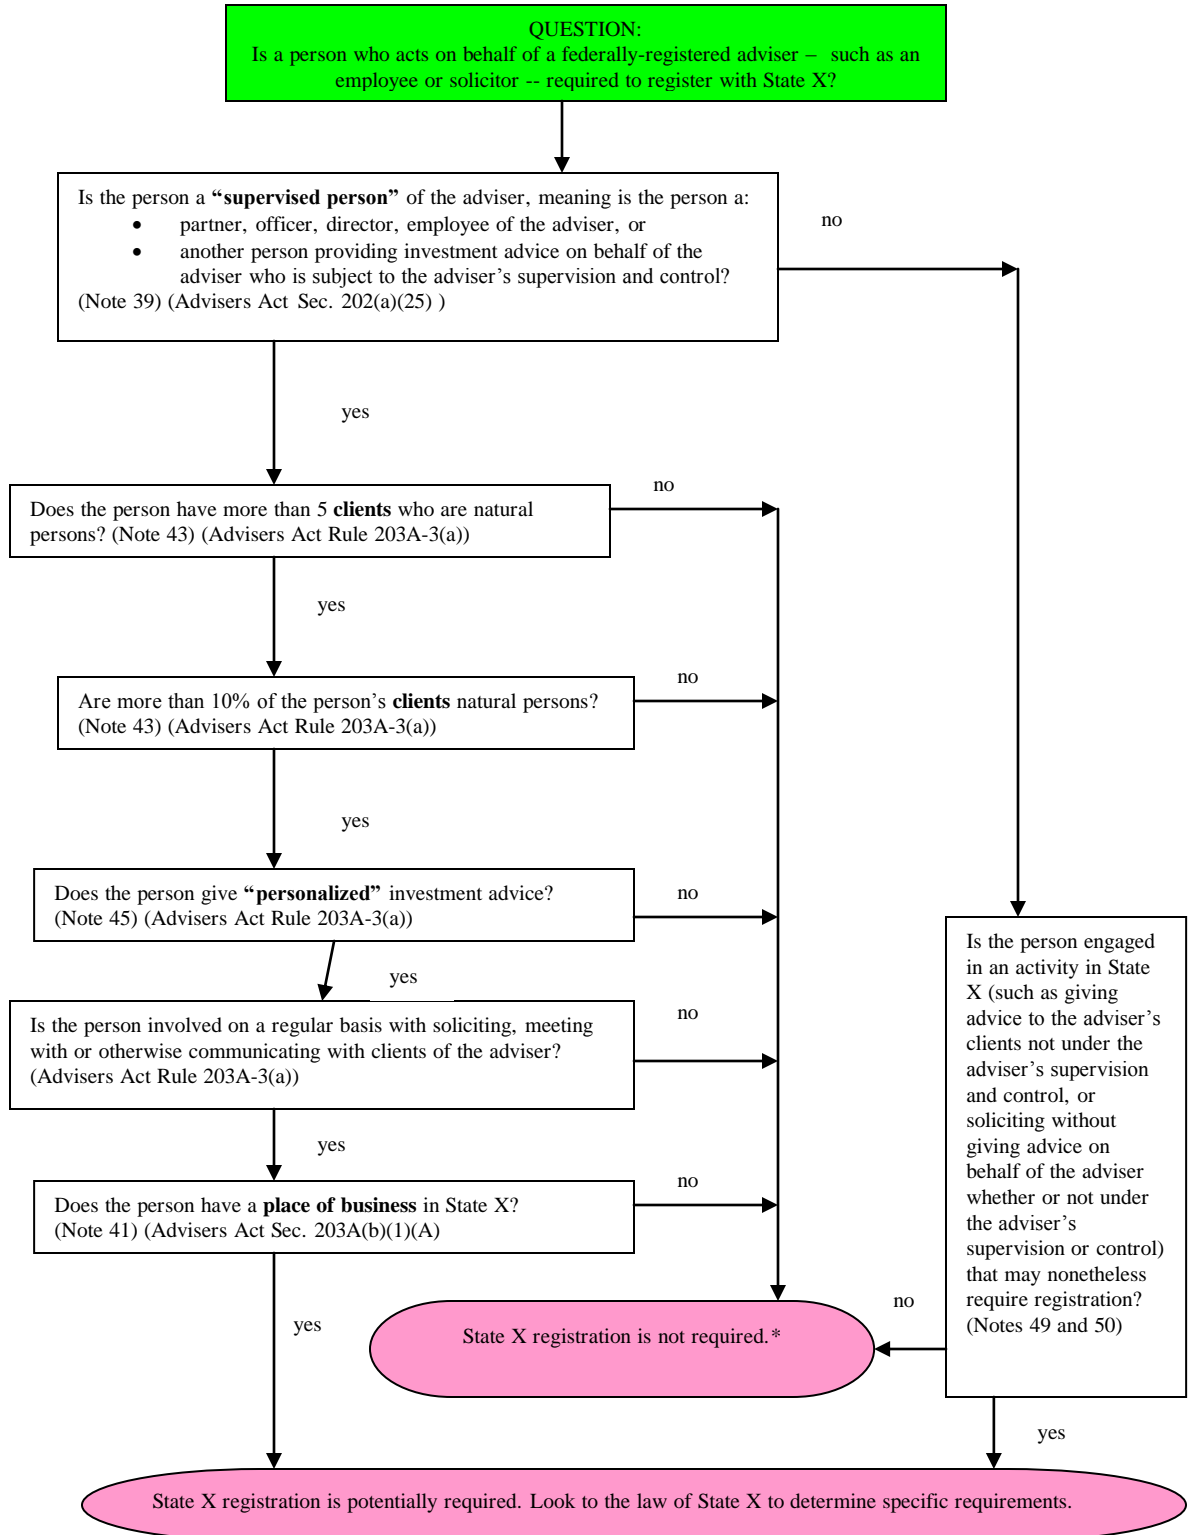 QUESTION:
Is a person who acts on behalf of a federally-registered adviser – such as an
employee or solicitor -- required to register with State X?
Is the person a “supervised person” of the adviser, meaning is the person a:
• partner, officer, director, employee of the adviser, or
• another person providing investment advice on behalf of the
adviser who is subject to the adviser’s supervision and control?
(Note 39) (Advisers Act Sec. 202(a)(25) )
no
yes
Does the person have more than 5 clients who are natural
persons? (Note 43) (Advisers Act Rule 203A-3(a))
no
yes
Are more than 10% of the person’s clients natural persons?
(Note 43) (Advisers Act Rule 203A-3(a))
no
yes
Does the person give “personalized” investment advice?
(Note 45) (Advisers Act Rule 203A-3(a))
no
yes
Is the person involved on a regular basis with soliciting, meeting
with or otherwise communicating with clients of the adviser?
(Advisers Act Rule 203A-3(a))
no
yes
Does the person have a place of business in State X?
(Note 41) (Advisers Act Sec. 203A(b)(1)(A)
no
yes
Is the person engaged
in an activity in State
X (such as giving
advice to the adviser’s
clients not under the
adviser’s supervision
and control, or
soliciting without
giving advice on
behalf of the adviser
whether or not under
the adviser’s
supervision or control)
that may nonetheless
require registration?
(Notes 49 and 50)
no
yes
State X registration is not required.*
State X registration is potentially required. Look to the law of State X to determine specific requirements.